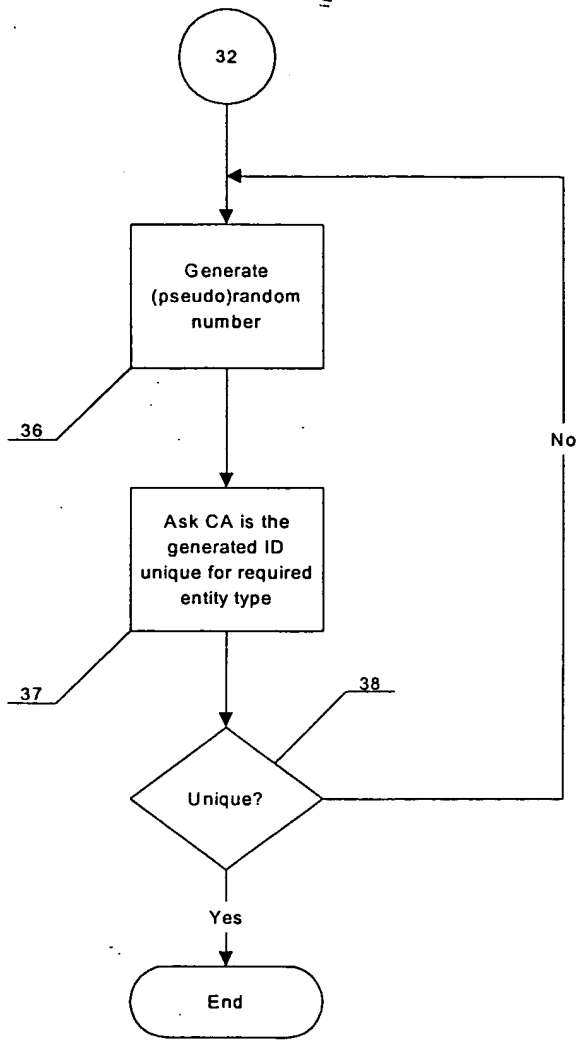 32
Generate
(pseudo)random
number
36
No
Ask CA is the
generated ID
unique for required
entity type
37
38
Unique?
Yes
End